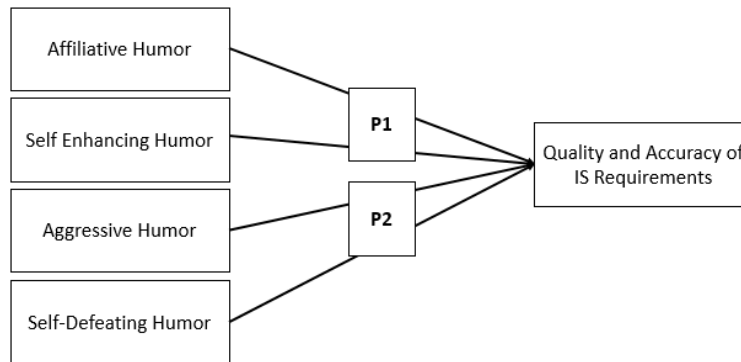 Affiliative Humor
Self Enhancing Humor
Aggressive Humor
Self-Defeating Humor
P1
P2
Quality and Accuracy of
IS Requirements